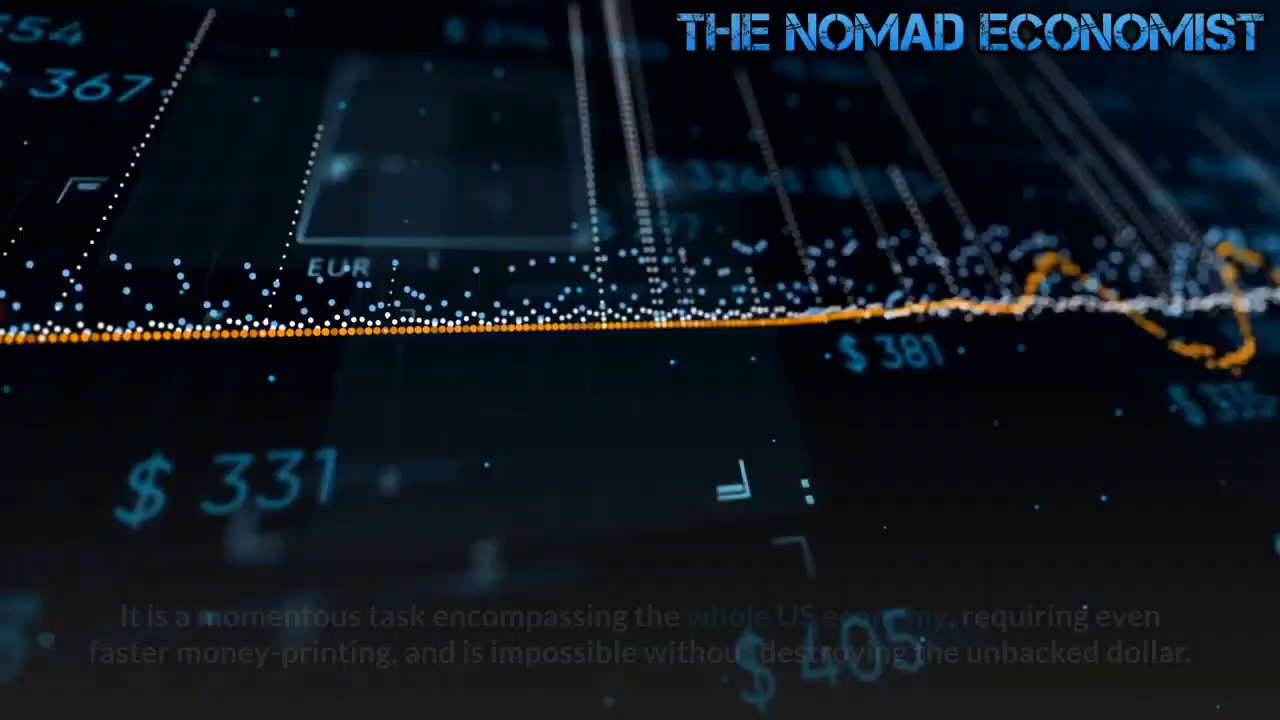 THE NOMAD ECONOMIST
$ 367
EUR
$ 381
$ 331
It is a momentous task encompassing the whole US economy, requiring even
faster money-printing, and is impossible without destroying the unbacked dollar.
$ 405